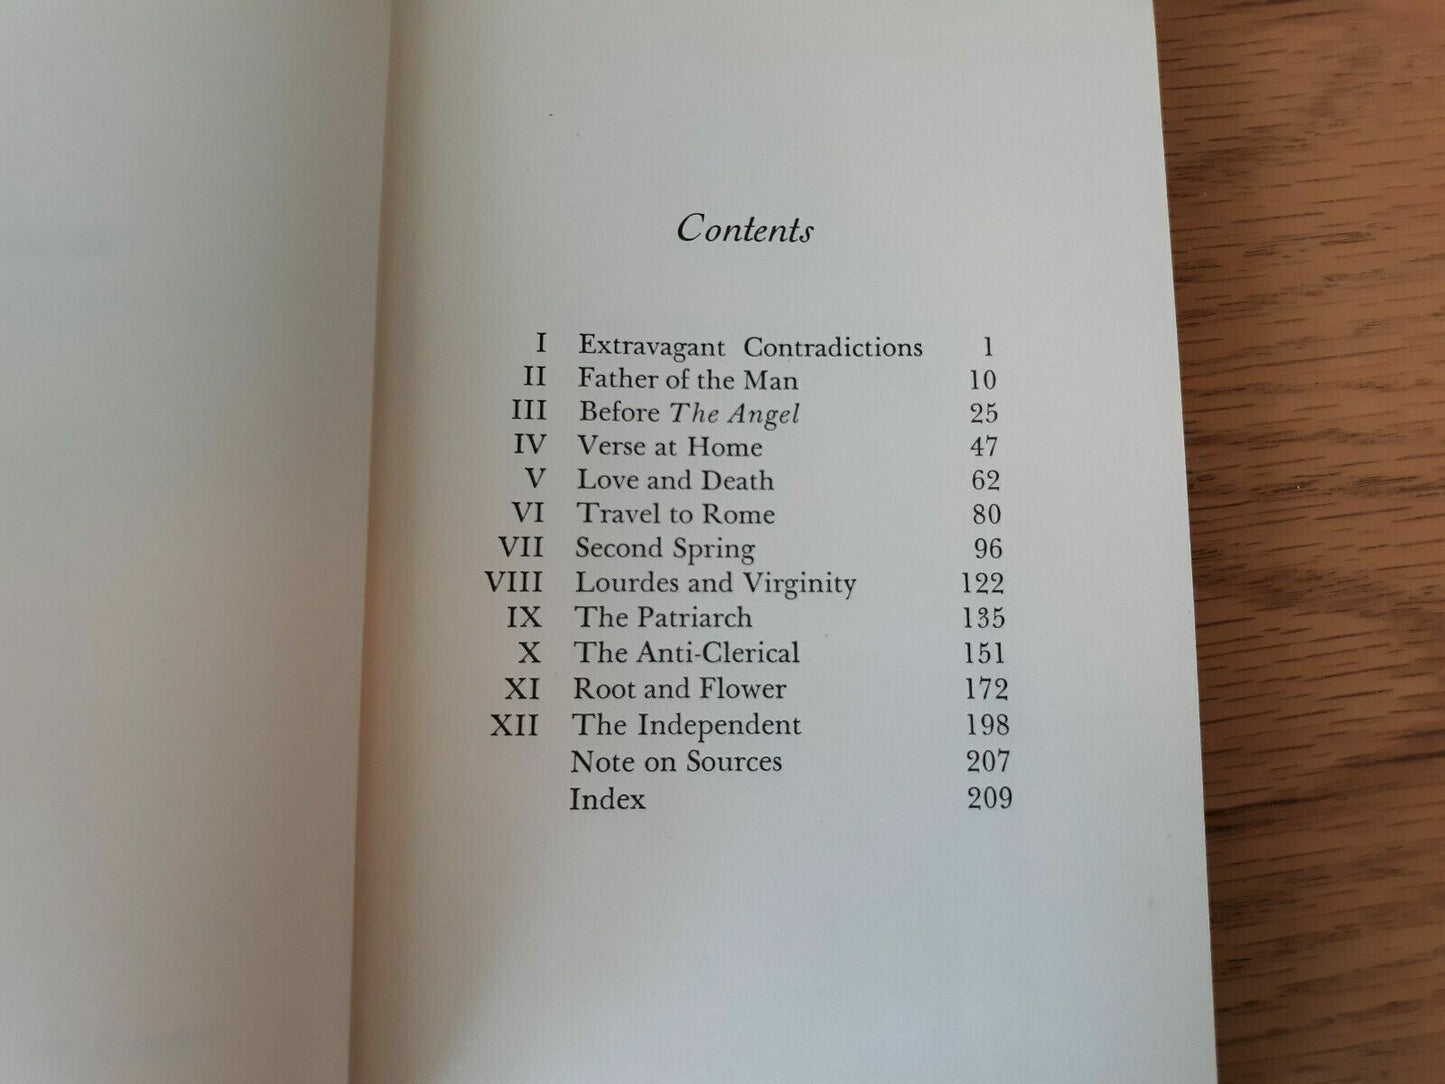 Contents
I Extravagant Contradictions 1
II Father of the Man 10
III Before The Angel 25
IV Verse at Home 47
V Love and Death 62
VI Travel to Rome 80
VII Second Spring 96
VIII Lourdes and Virginity 122
IX The Patriarch 135
X The Anti-Clerical 151
XI Root and Flower 172
XII The Independent 198
Note on Sources 207
Index 209